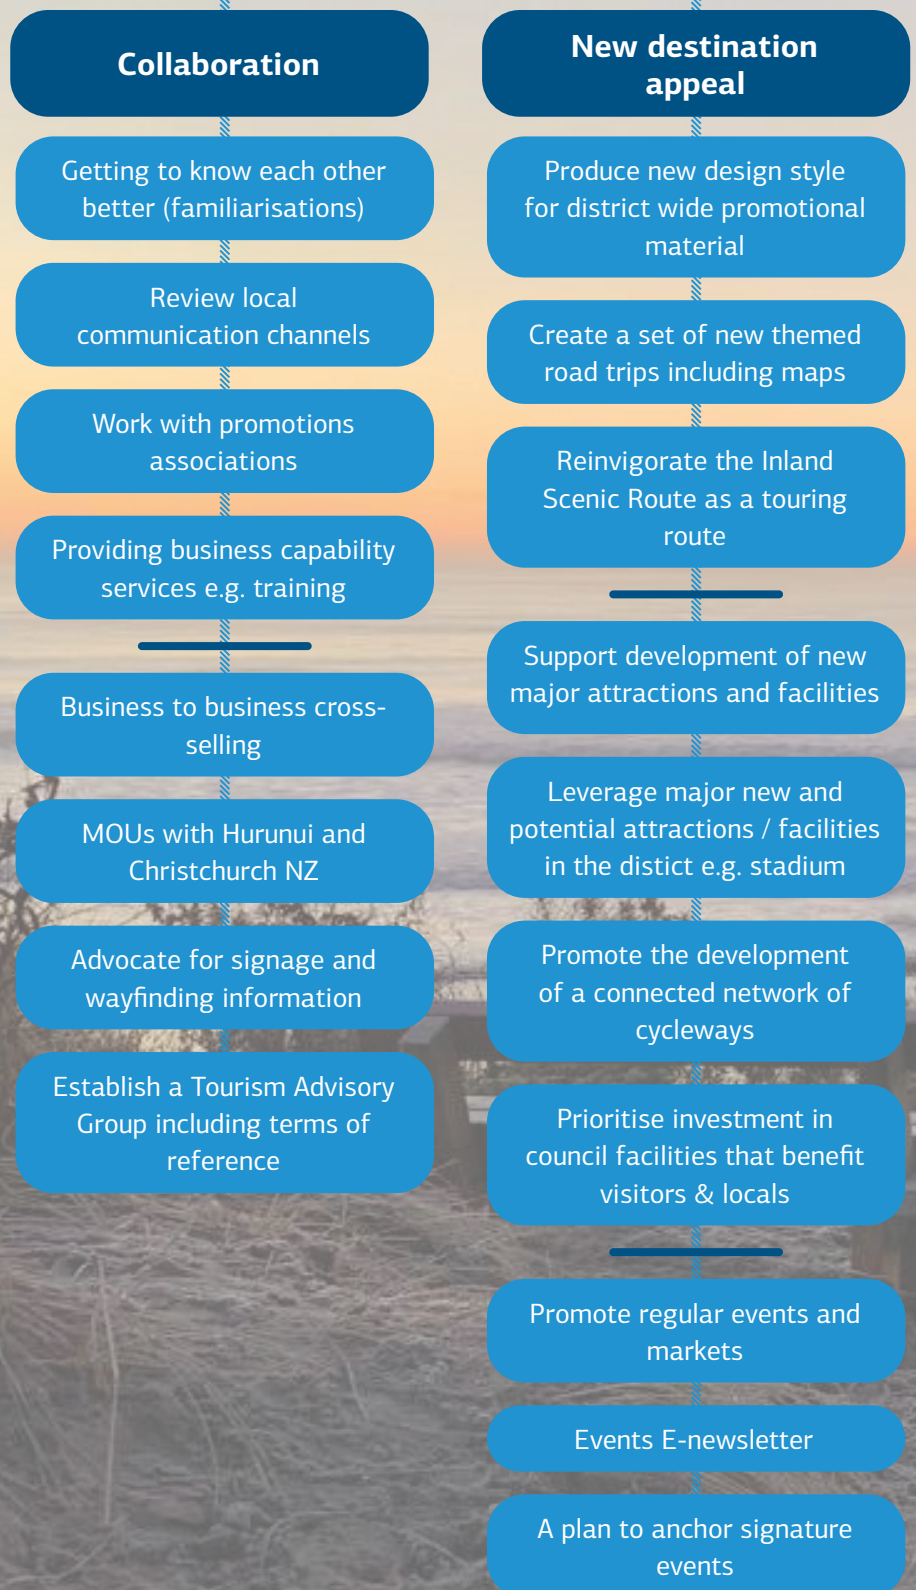 Collaboration
Getting to know each other
better (familiarisations)
Review local
communication channels
Work with promotions
associations
Providing business capability
services e.g. training
Business to business cross-
selling
MOUs with Hurunui and
Christchurch NZ
Advocate for signage and
wayfinding information
Establish a Tourism Advisory
Group including terms of
reference
New destination
appeal
Produce new design style
for district wide promotional
material
Create a set of new themed
road trips including maps
Reinvigorate the Inland
Scenic Route as a touring
route
Support development of new
major attractions and facilities
Leverage major new and
potential attractions / facilities
in the distict e.g. stadium
Promote the development
of a connected network of
cycleways
Prioritise investment in
council facilities that benefit
visitors & locals
Promote regular events and
markets
Events E-newsletter
A plan to anchor signature
events